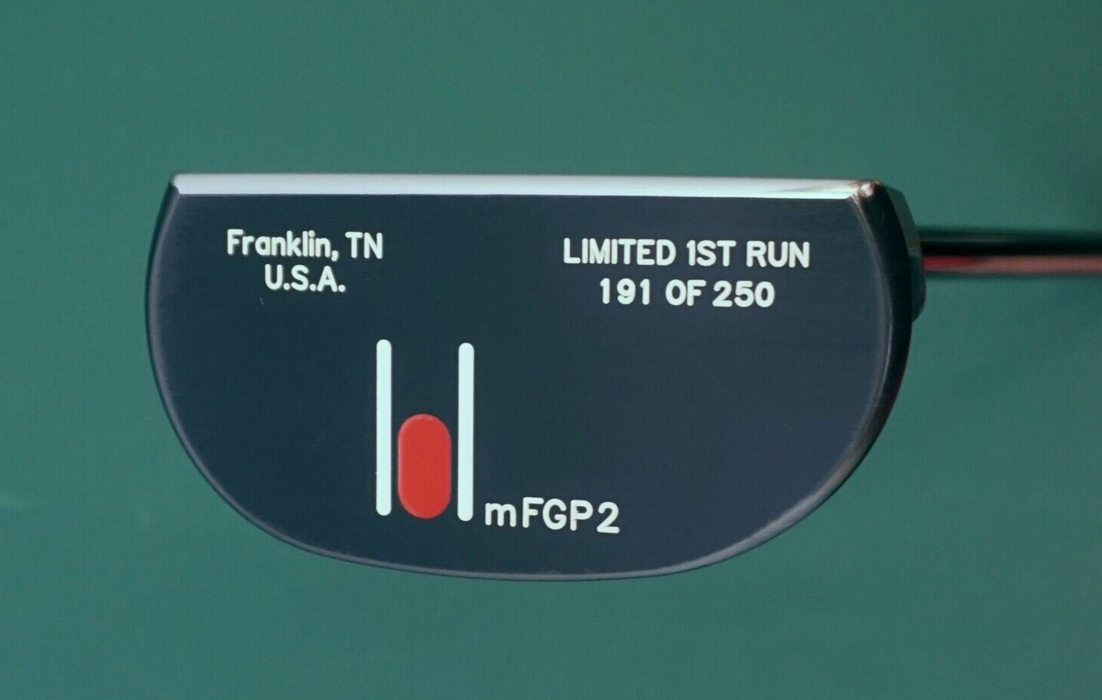 Franklin, TN
U.S.A.
LIMITED 1ST RUN
191 OF 250
mFGP2